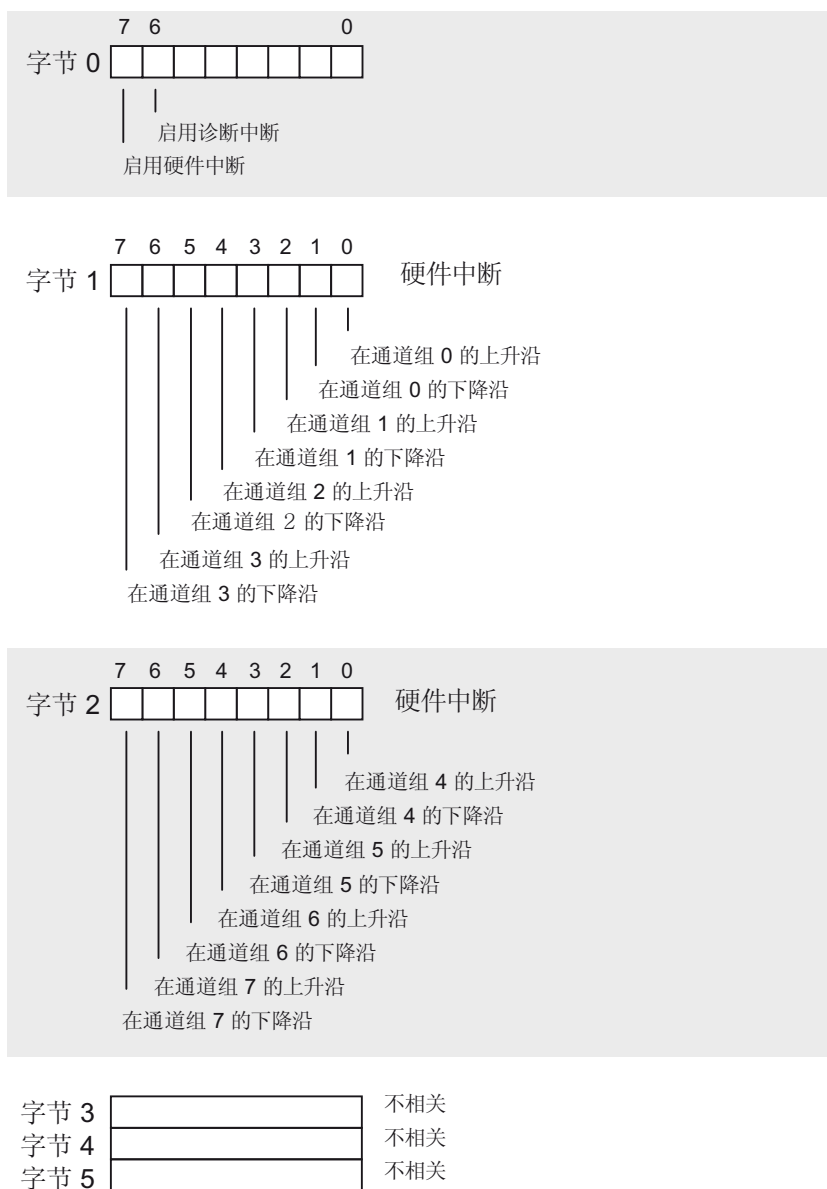 7 6 0
字节 0
启用诊断中断
启用硬件中断
7 6 5 4 3 2 1 0
字节 1 硬件中断
在通道组 0 的上升沿
在通道组 0 的下降沿
在通道组 1 的上升沿
在通道组 1 的下降沿
在通道组 2 的上升沿
在通道组 2 的下降沿
在通道组 3 的上升沿
在通道组 3 的下降沿
7 6 5 4 3 2 1 0
字节 2 硬件中断
在通道组 4 的上升沿
在通道组 4 的下降沿
在通道组 5 的上升沿
在通道组 5 的下降沿
在通道组 6 的上升沿
在通道组 6 的下降沿
在通道组 7 的上升沿
在通道组 7 的下降沿
字节 3 不相关
字节 4 不相关
字节 5 不相关